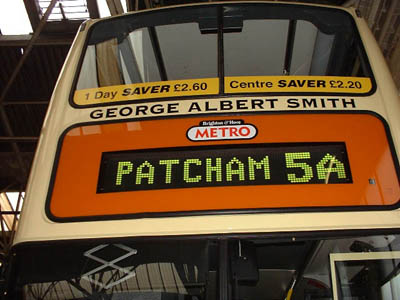 1 Day SAVER £2.60 Centre SAVER £2.20
GEORGE ALBERT SMITH
Brighton & Hove
METRO
PATCHAM 5A